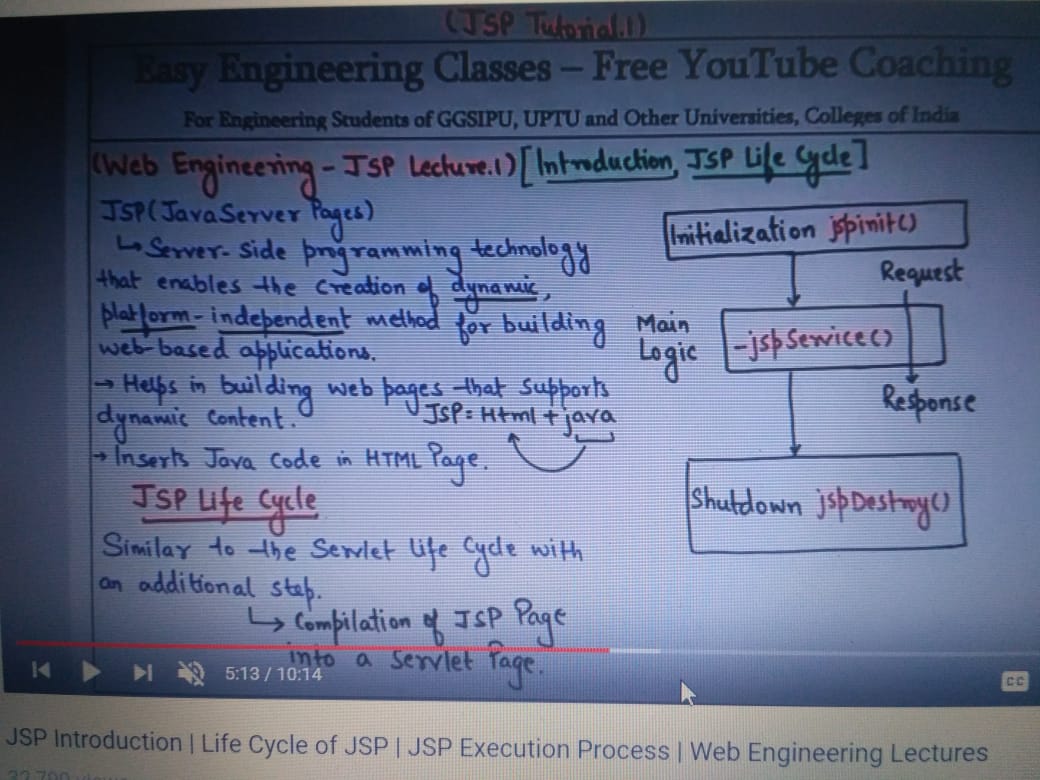 (JSP Tutorial.1)
Easy Engineering Classes – Free YouTube Coaching
For Engineering Students of GGSIPU, UPTU and Other Universities, Colleges of India
(Web Engineering - JSP Lecture.1) [Introduction, JSP Life Cycle]
JSP (JavaServer Pages)
↳ Server-side programming technology
that enables the creation of dynamic,
platform-independent method for building
web-based applications.
→ Helps in building web pages that supports
dynamic content.
JSP = Html + java
→ Inserts Java code in HTML Page.
JSP Life Cycle
Similar to the Servlet life cycle with
an additional step.
↳ Compilation of JSP Page
into a Servlet Page.
Initialization jspinit()
Request
Main
Logic
-jspService()
Response
Shutdown jspDestroy()
5:13 / 10:14
CC
JSP Introduction | Life Cycle of JSP | JSP Execution Process | Web Engineering Lectures